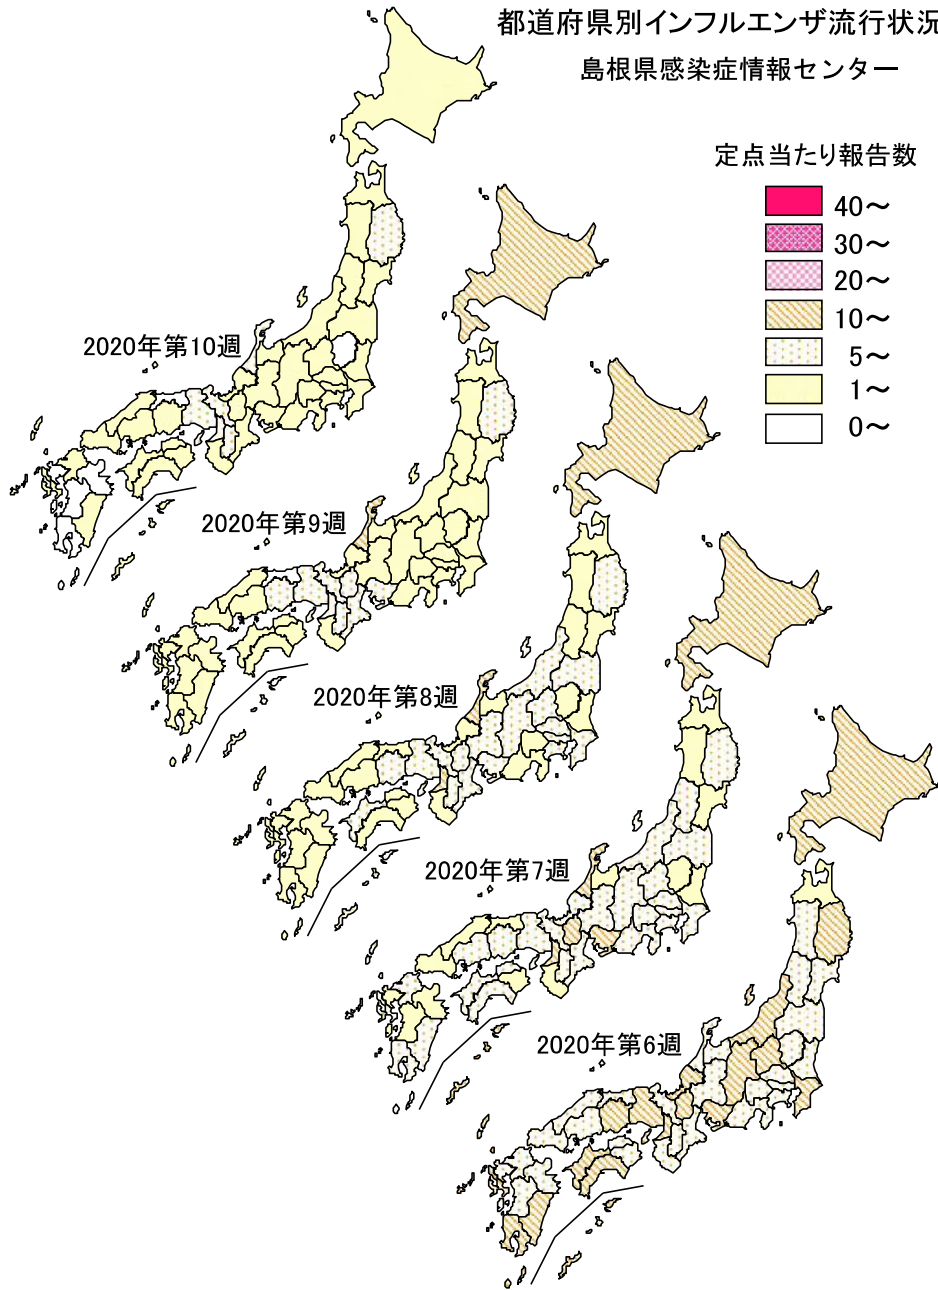 都道府県別インフルエンザ流行状況
島根県感染症情報センター
定点当たり報告数
40～
30～
20～
10～
5～
1～
0～
2020年第10週
2020年第9週
2020年第8週
2020年第7週
2020年第6週